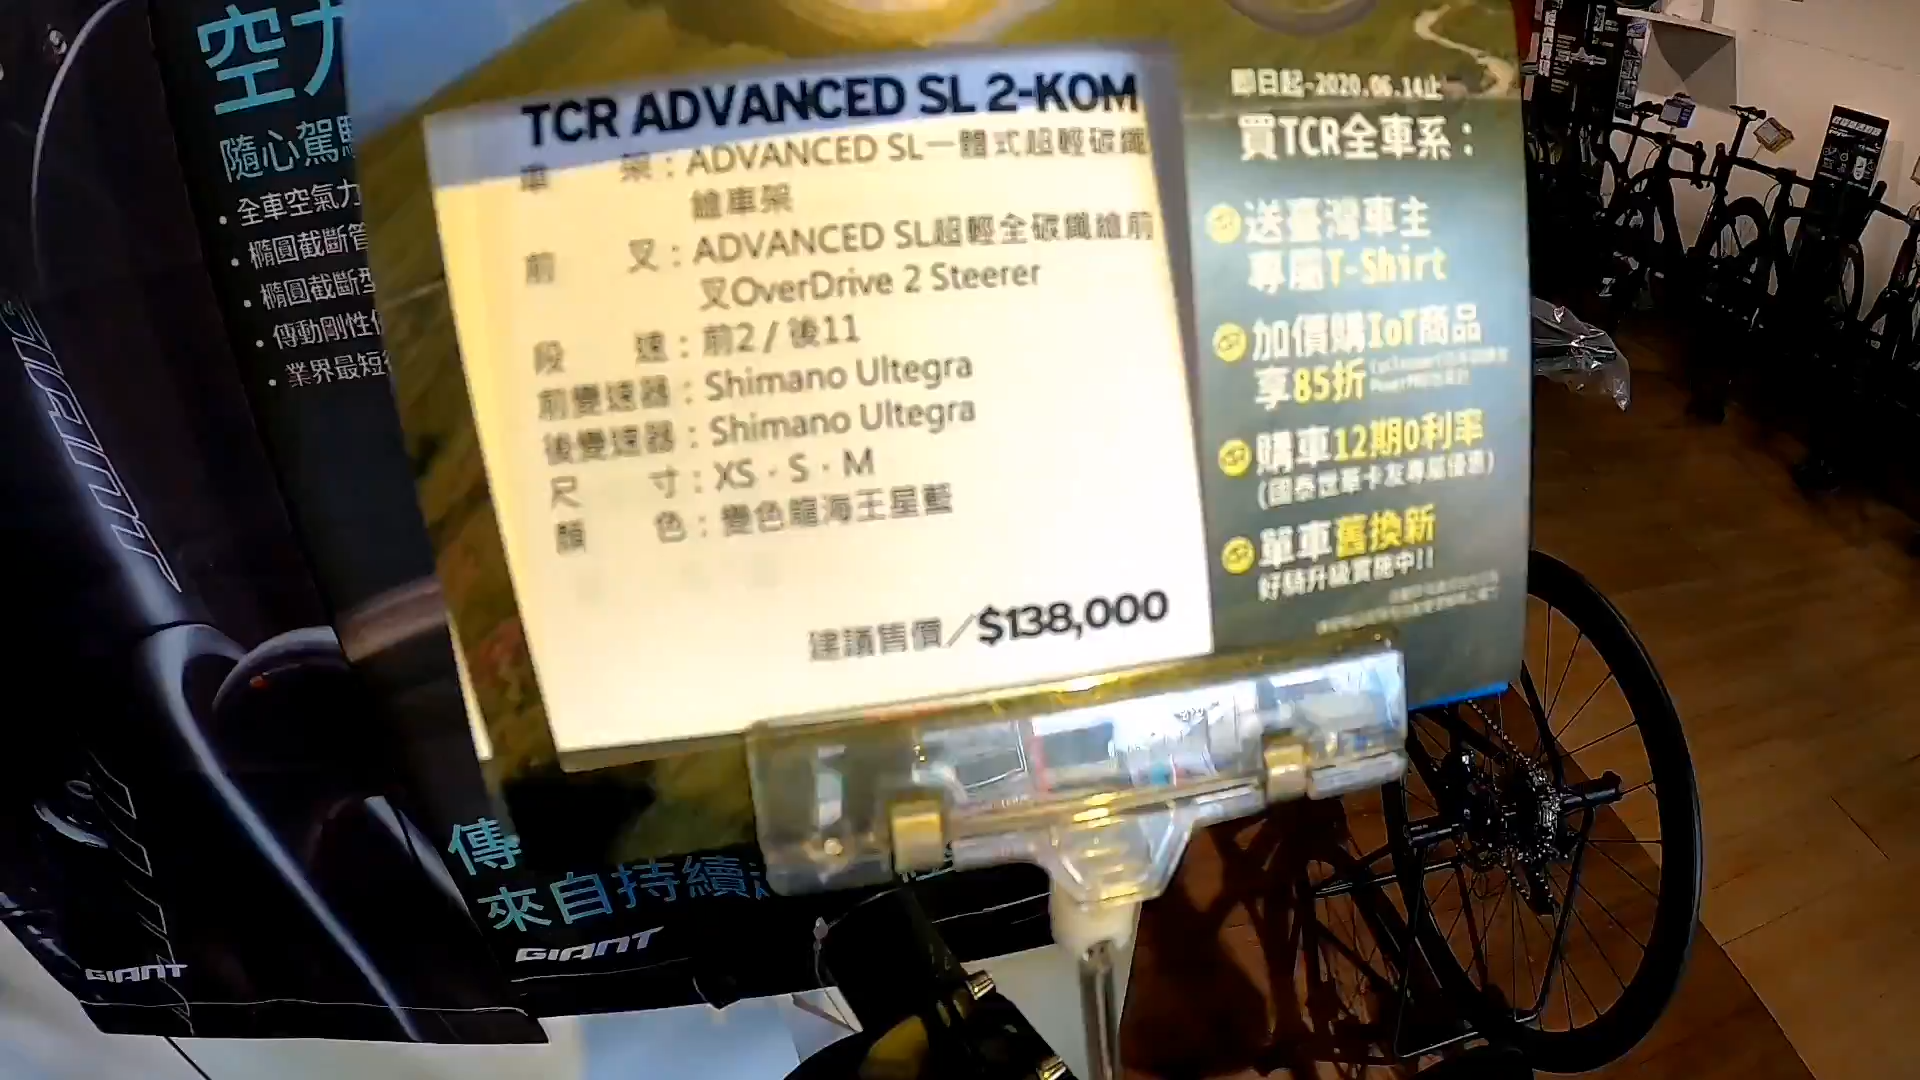 空力
隨心駕馭
• 全車空氣力
• 橢圓截斷管
• 橢圓截斷型
• 傳動剛性
• 業界最短
傳
來自持續
GIANT
GIANT
TCR ADVANCED SL 2-KOM
車 架：ADVANCED SL一體式超輕碳纖
維車架
前 叉：ADVANCED SL超輕全碳纖維前
叉OverDrive 2 Steerer
段 速：前2 / 後11
前變速器：Shimano Ultegra
後變速器：Shimano Ultegra
尺 寸：XS · S · M
顏 色：變色龍海王星藍
建議售價／$138,000
即日起-2020.06.14止
買TCR全車系：
送臺灣車主
專屬T-Shirt
加價購IoT商品
享85折
購車12期0利率
(國泰世華卡友專屬優惠)
單車舊換新
好騎升級實施中!!